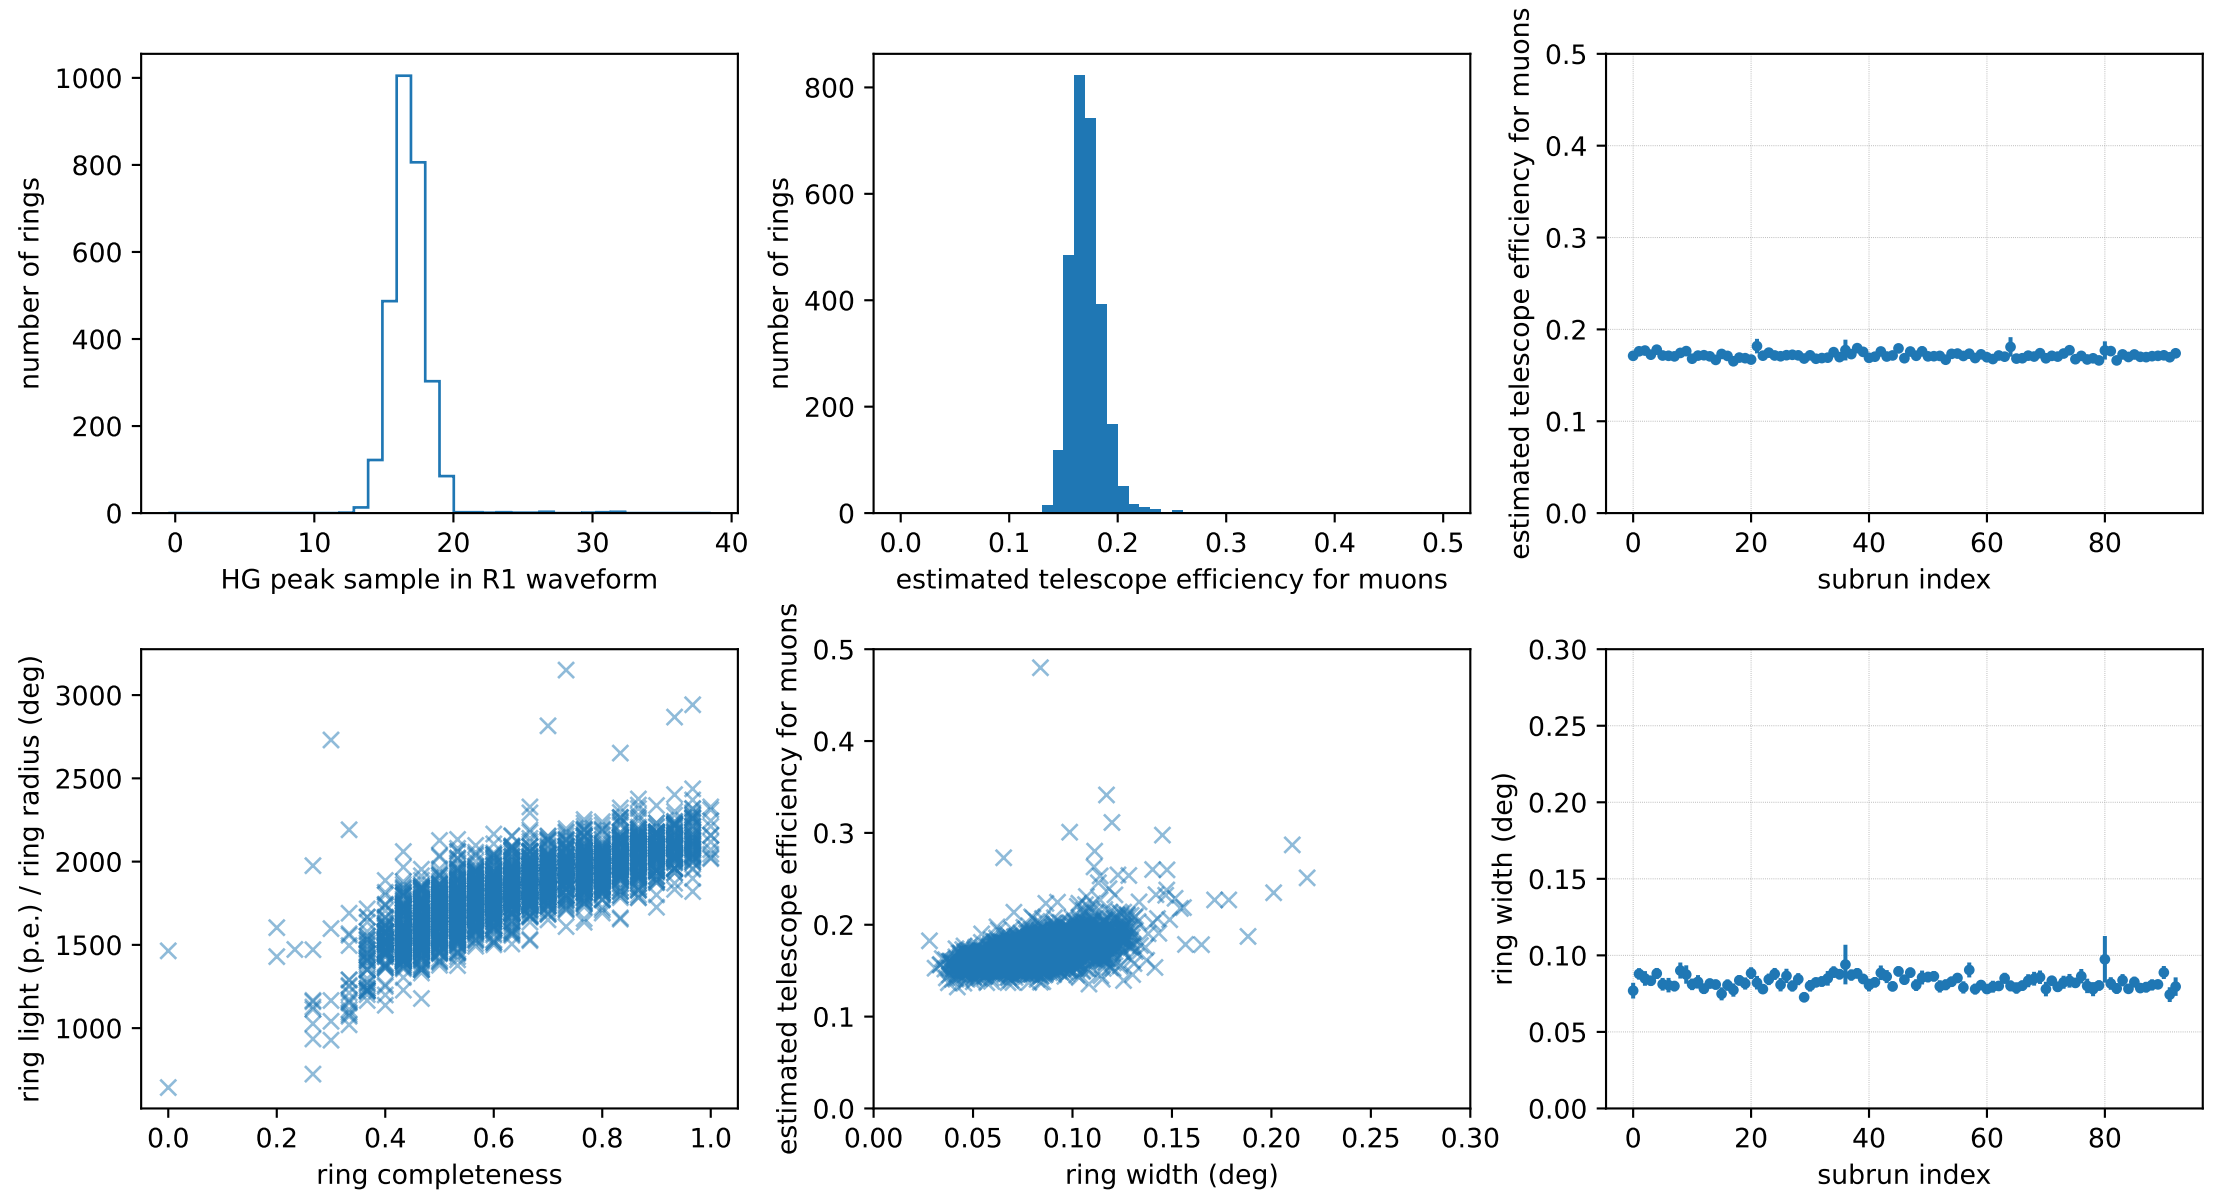 1000
800
600
400
200
0
number of rings
0 10 20 30 40
HG peak sample in R1 waveform
800
600
400
200
0
number of rings
0.0 0.1 0.2 0.3 0.4 0.5
estimated telescope efficiency for muons
0.5
0.4
0.3
0.2
0.1
0.0
estimated telescope efficiency for muons
0 20 40 60 80
subrun index
3000
2500
2000
1500
1000
ring light (p.e.) / ring radius (deg)
0.0 0.2 0.4 0.6 0.8 1.0
ring completeness
0.5
0.4
0.3
0.2
0.1
0.0
estimated telescope efficiency for muons
0.00 0.05 0.10 0.15 0.20 0.25 0.30
ring width (deg)
0.30
0.25
0.20
0.15
0.10
0.05
0.00
ring width (deg)
0 20 40 60 80
subrun index